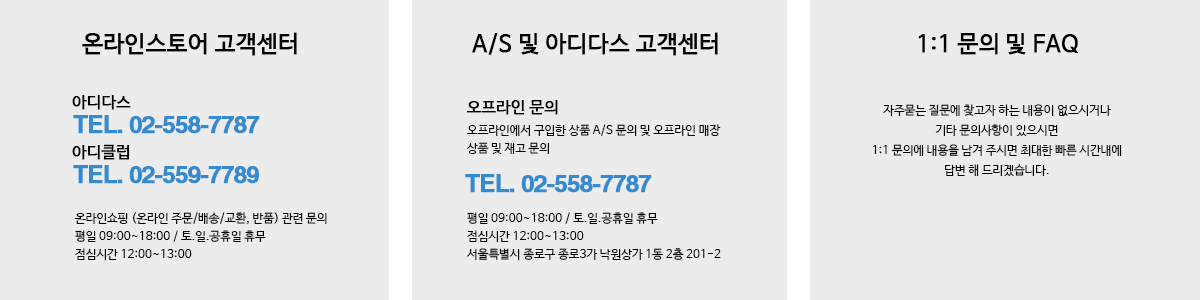 온라인스토어 고객센터
아디다스
TEL. 02-558-7787
아디클럽
TEL. 02-559-7789
온라인쇼핑 (온라인 주문/배송/교환, 반품) 관련 문의
평일 09:00~18:00 / 토.일.공휴일 휴무
점심시간 12:00~13:00
A/S 및 아디다스 고객센터
오프라인 문의
오프라인에서 구입한 상품 A/S 문의 및 오프라인 매장
상품 및 재고 문의
TEL. 02-558-7787
평일 09:00~18:00 / 토.일.공휴일 휴무
점심시간 12:00~13:00
서울특별시 종로구 종로3가 낙원상가 1동 2층 201-2
1:1 문의 및 FAQ
자주묻는 질문에 찾고자 하는 내용이 없으시거나
기타 문의사항이 있으시면
1:1 문의에 내용을 남겨 주시면 최대한 빠른 시간내에
답변 해 드리겠습니다.